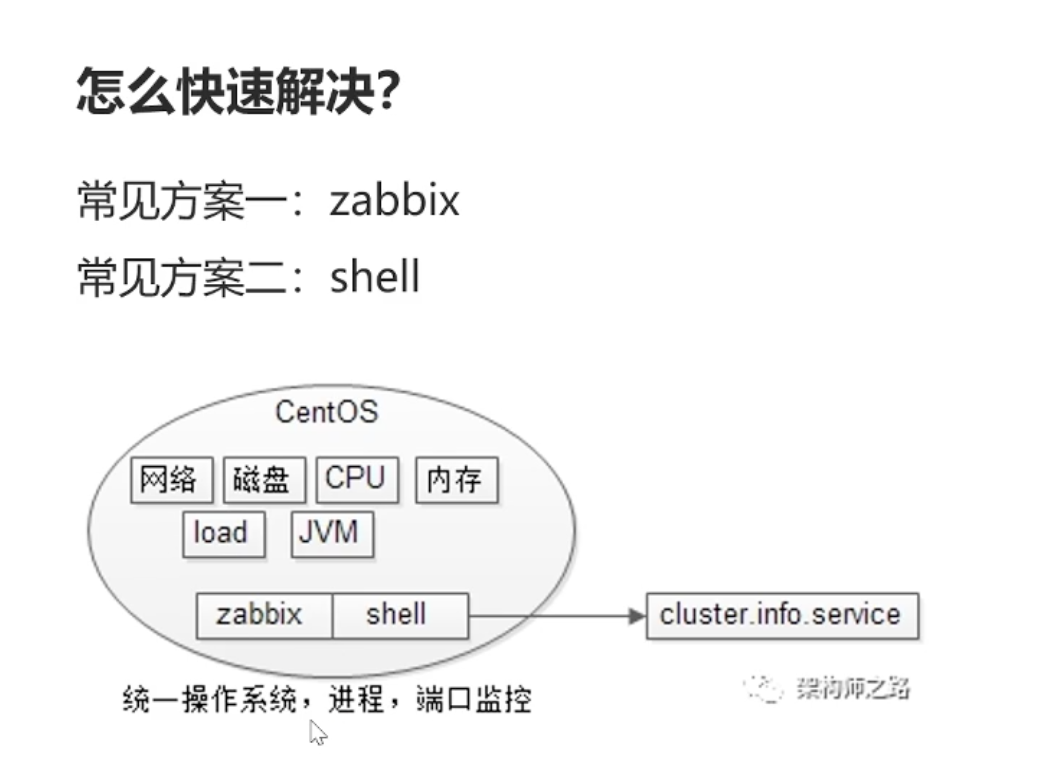 怎么快速解决?
常见方案一：zabbix
常见方案二：shell
CentOS
网络 磁盘 CPU 内存
load JVM
zabbix shell
cluster.info.service
统一操作系统，进程，端口监控
架构师之路